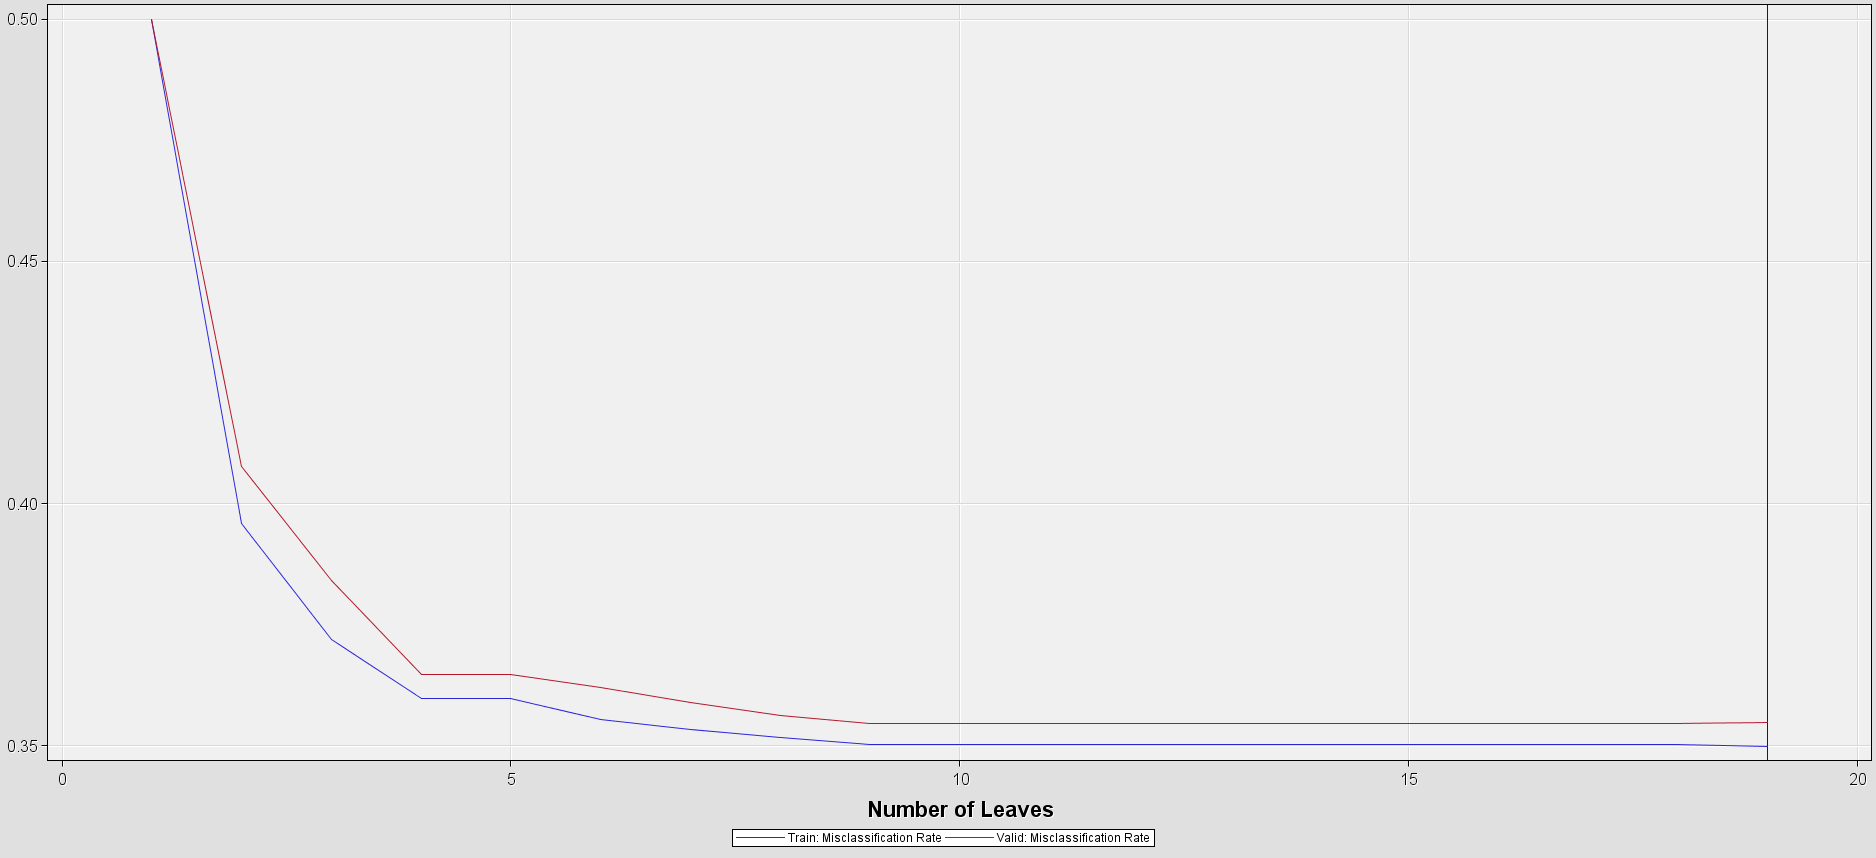 0.50
0.45
0.40
0.35
0 5 10 15 20
Number of Leaves
Train: Misclassification Rate Valid: Misclassification Rate